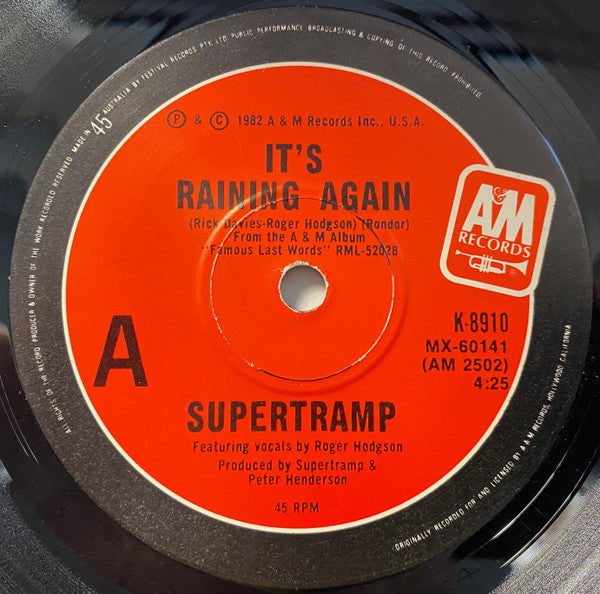 MADE IN AUSTRALIA BY FESTIVAL RECORDS PTY. LTD. PUBLIC PERFORMANCE BROADCASTING & COPYING OF THIS RECORD PROHIBITED.
ALL RIGHTS OF THE RECORD PRODUCER & OWNER OF THE WORK RECORDED RESERVED.
45
Ⓟ & © 1982 A & M Records Inc., U.S.A.
IT'S
RAINING AGAIN
(Rick Davies-Roger Hodgson) (Rondor)
From the A & M Album
"Famous Last Words" RML-52028
A&M
RECORDS
®
K-8910
MX-60141
(AM 2502)
4:25
A
SUPERTRAMP
Featuring vocals by Roger Hodgson
Produced by Supertramp &
Peter Henderson
45 RPM
ORIGINALLY RECORDED FOR AND BY A & M RECORDS, HOLLYWOOD CALIFORNIA